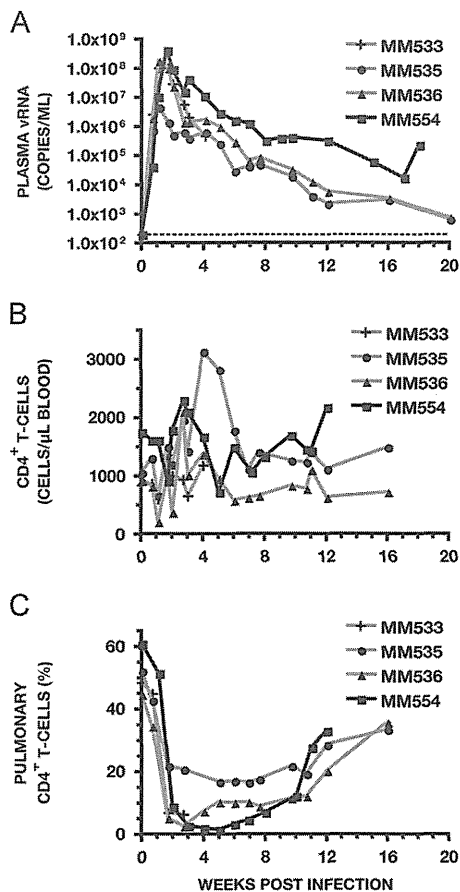 A
PLASMA vRNA
(COPIES/ML)
1.0x10⁹
1.0x10⁸
1.0x10⁷
1.0x10⁶
1.0x10⁵
1.0x10⁴
1.0x10³
1.0x10²
MM533
MM535
MM536
MM554
0 4 8 12 16 20
B
CD4⁺ T-CELLS
(CELLS/µL BLOOD)
3000
2000
1000
0
MM533
MM535
MM536
MM554
0 4 8 12 16 20
C
PULMONARY
CD4⁺ T-CELLS (%)
60
40
20
0
MM533
MM535
MM536
MM554
0 4 8 12 16 20
WEEKS POST INFECTION